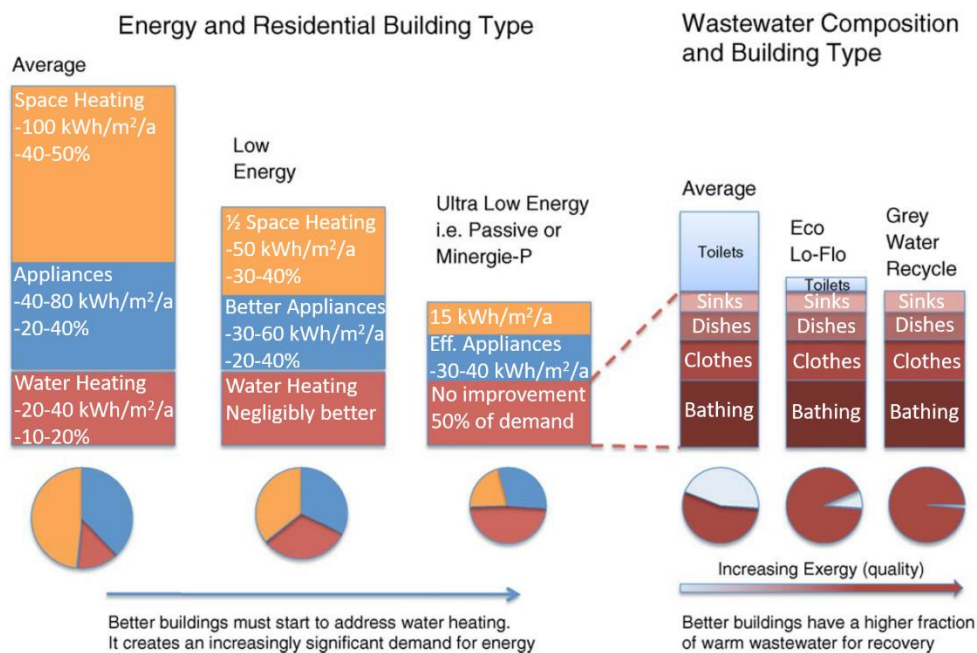 Energy and Residential Building Type
Average
Space Heating
-100 kWh/m²/a
-40-50%
Appliances
-40-80 kWh/m²/a
-20-40%
Water Heating
-20-40 kWh/m²/a
-10-20%
Low
Energy
½ Space Heating
-50 kWh/m²/a
-30-40%
Better Appliances
-30-60 kWh/m²/a
-20-40%
Water Heating
Negligibly better
Ultra Low Energy
i.e. Passive or
Minergie-P
15 kWh/m²/a
Eff. Appliances
-30-40 kWh/m²/a
No improvement
50% of demand
Better buildings must start to address water heating.
It creates an increasingly significant demand for energy
Wastewater Composition
and Building Type
Average
Toilets
Sinks
Dishes
Clothes
Bathing
Eco
Lo-Flo
Toilets
Sinks
Dishes
Clothes
Bathing
Grey
Water
Recycle
Sinks
Dishes
Clothes
Bathing
Increasing Exergy (quality)
Better buildings have a higher fraction
of warm wastewater for recovery